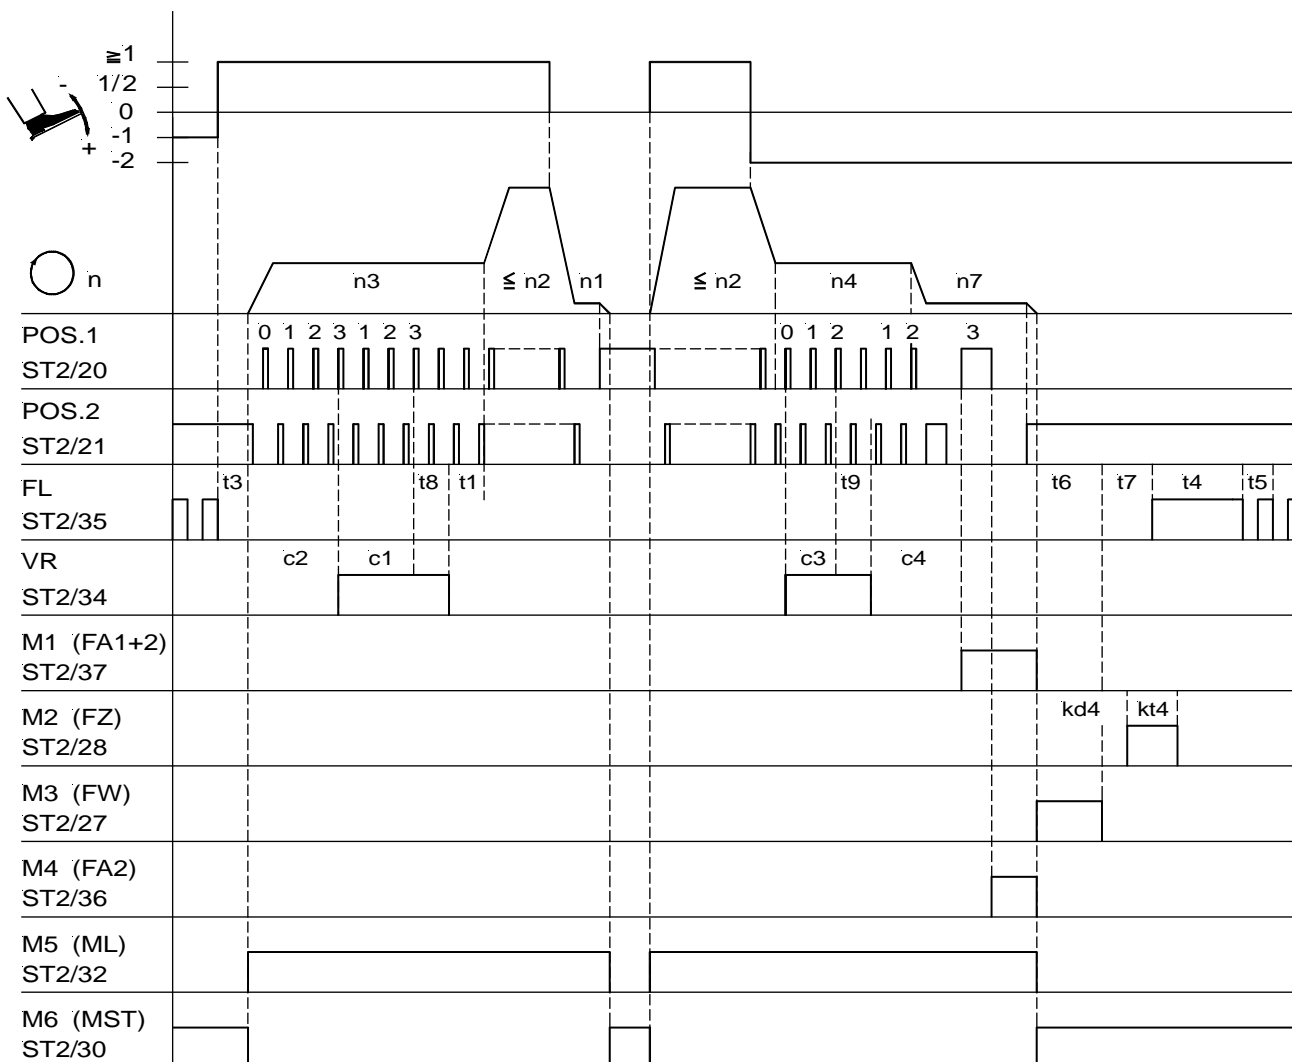 ≧1
- 1/2
0
-1
+ -2
n n3 ≦ n2 n1 ≦ n2 n4 n7
POS.1 0 1 2 3 1 2 3 0 1 2 1 2 3
ST2/20
POS.2
ST2/21
FL t3 t8 t1 t9 t6 t7 t4 t5
ST2/35
VR c2 c1 c3 c4
ST2/34
M1 (FA1+2)
ST2/37
M2 (FZ) kd4 kt4
ST2/28
M3 (FW)
ST2/27
M4 (FA2)
ST2/36
M5 (ML)
ST2/32
M6 (MST)
ST2/30